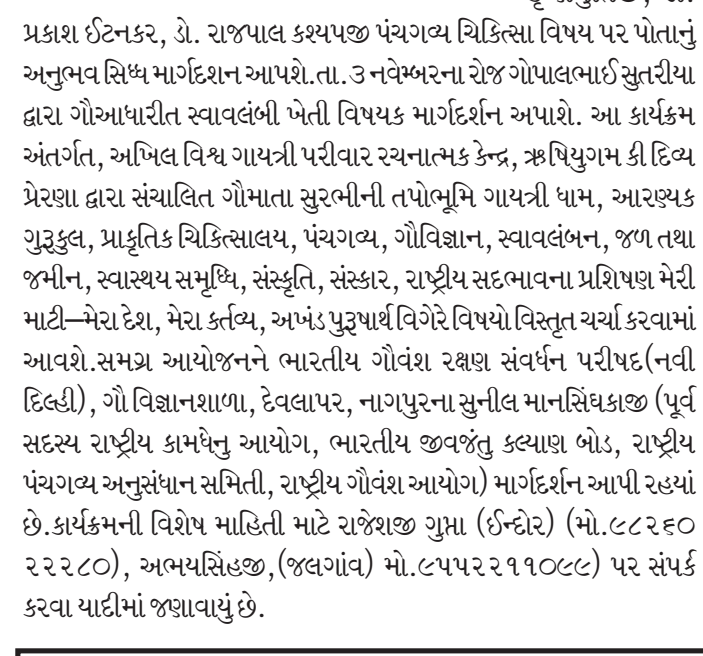 પ્રકાશ ઈટનકર, ડો. રાજપાલ કશ્યપજી પંચગવ્ય ચિકિત્સા વિષય પર પોતાનું
અનુભવ સિધ્ધ માર્ગદશન આપશે.તા.૩ નવેમ્બરના રોજ ગોપાલભાઈ સુતરીયા
દ્વારા ગૌઆધારીત સ્વાવલંબી ખેતી વિષયક માર્ગદર્શન અપાશે. આ કાર્યક્રમ
અંતર્ગત, અખિલ વિશ્વ ગાયત્રી પરીવાર રચનાત્મક કેન્દ્ર, ઋષિયુગમ કી દિવ્ય
પ્રેરણા દ્વારા સંચાલિત ગૌમાતા સુરભીની તપોભૂમિ ગાયત્રી ધામ, આરણ્યક
ગુરૂકુલ, પ્રાકૃતિક ચિકિત્સાલય, પંચગવ્ય, ગૌવિજ્ઞાન, સ્વાવલંબન, જળ તથા
જમીન, સ્વાસ્થય સમૃધ્ધિ, સંસ્કૃતિ, સંસ્કાર, રાષ્ટ્રીય સદભાવના પ્રશિષણ મેરી
માટી–મેરા દેશ, મેરા કર્તવ્ય, અખંડ પુરૂષાર્થ વિગેરે વિષયો વિસ્તૃત ચર્ચા કરવામાં
આવશે.સમગ્ર આયોજનને ભારતીય ગૌવંશ રક્ષણ સંવર્ધન પરીષદ(નવી
દિલ્હી), ગૌ વિજ્ઞાનશાળા, દેવલાપર, નાગપુરના સુનીલ માનસિંઘકાજી (પૂર્વ
સદસ્ય રાષ્ટ્રીય કામધેનુ આયોગ, ભારતીય જીવજંતુ કલ્યાણ બોડ, રાષ્ટ્રીય
પંચગવ્ય અનુસંધાન સમિતી, રાષ્ટ્રીય ગૌવંશ આયોગ) માર્ગદર્શન આપી રહયાં
છે.કાર્યક્રમની વિશેષ માહિતી માટે રાજેશજી ગુપ્તા (ઈન્દોર) (મો.૯૮૨૬૦
૨૨૨૮૦), અભયસિંહજી,(જલગાંવ) મો.૯૫૫૨૨૧૧૦૯૯) પર સંપર્ક
કરવા યાદીમાં જણાવાયું છે.